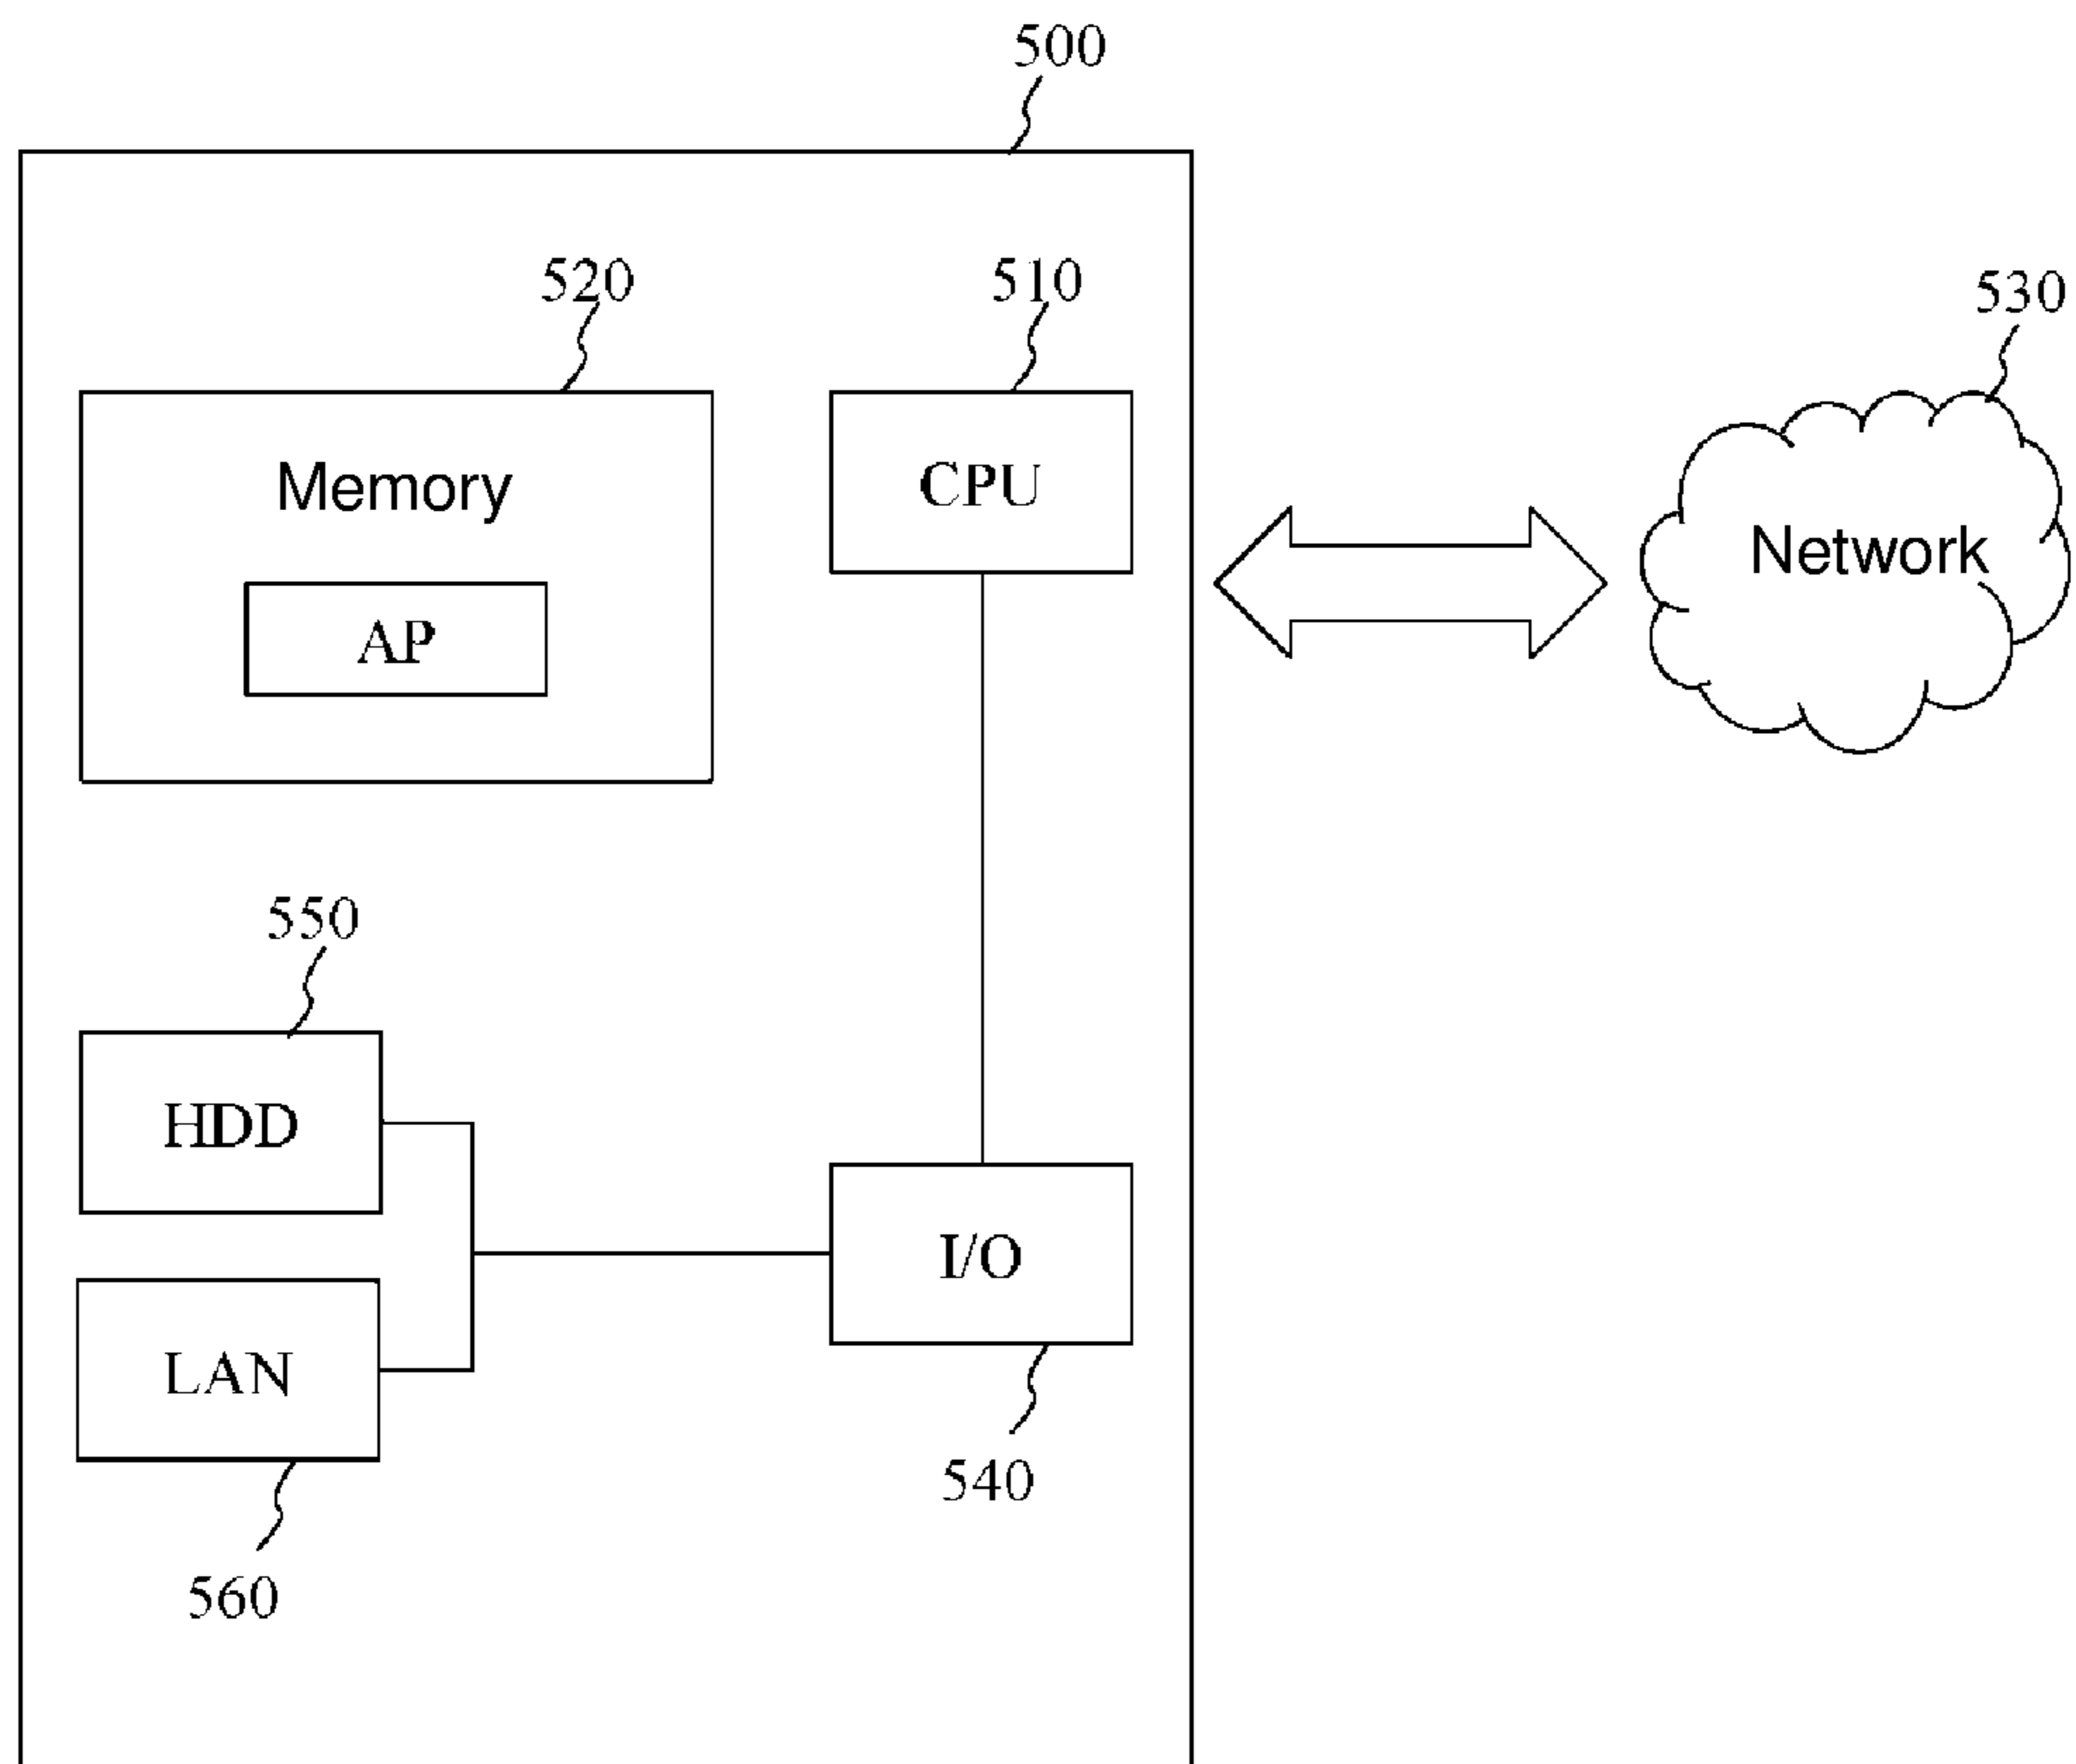 500
520
510
530
Memory
CPU
Network
AP
550
HDD
I/O
LAN
540
560